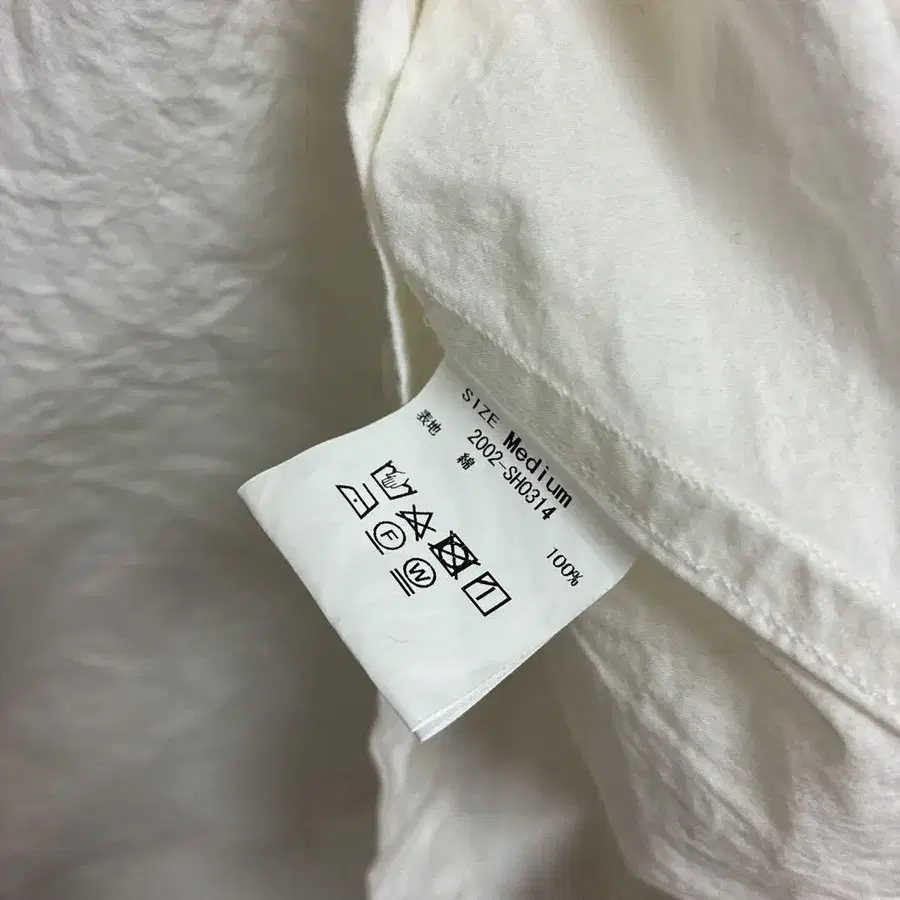 SIZE Medium
2002-SH0314
表地 綿 100%
F
W